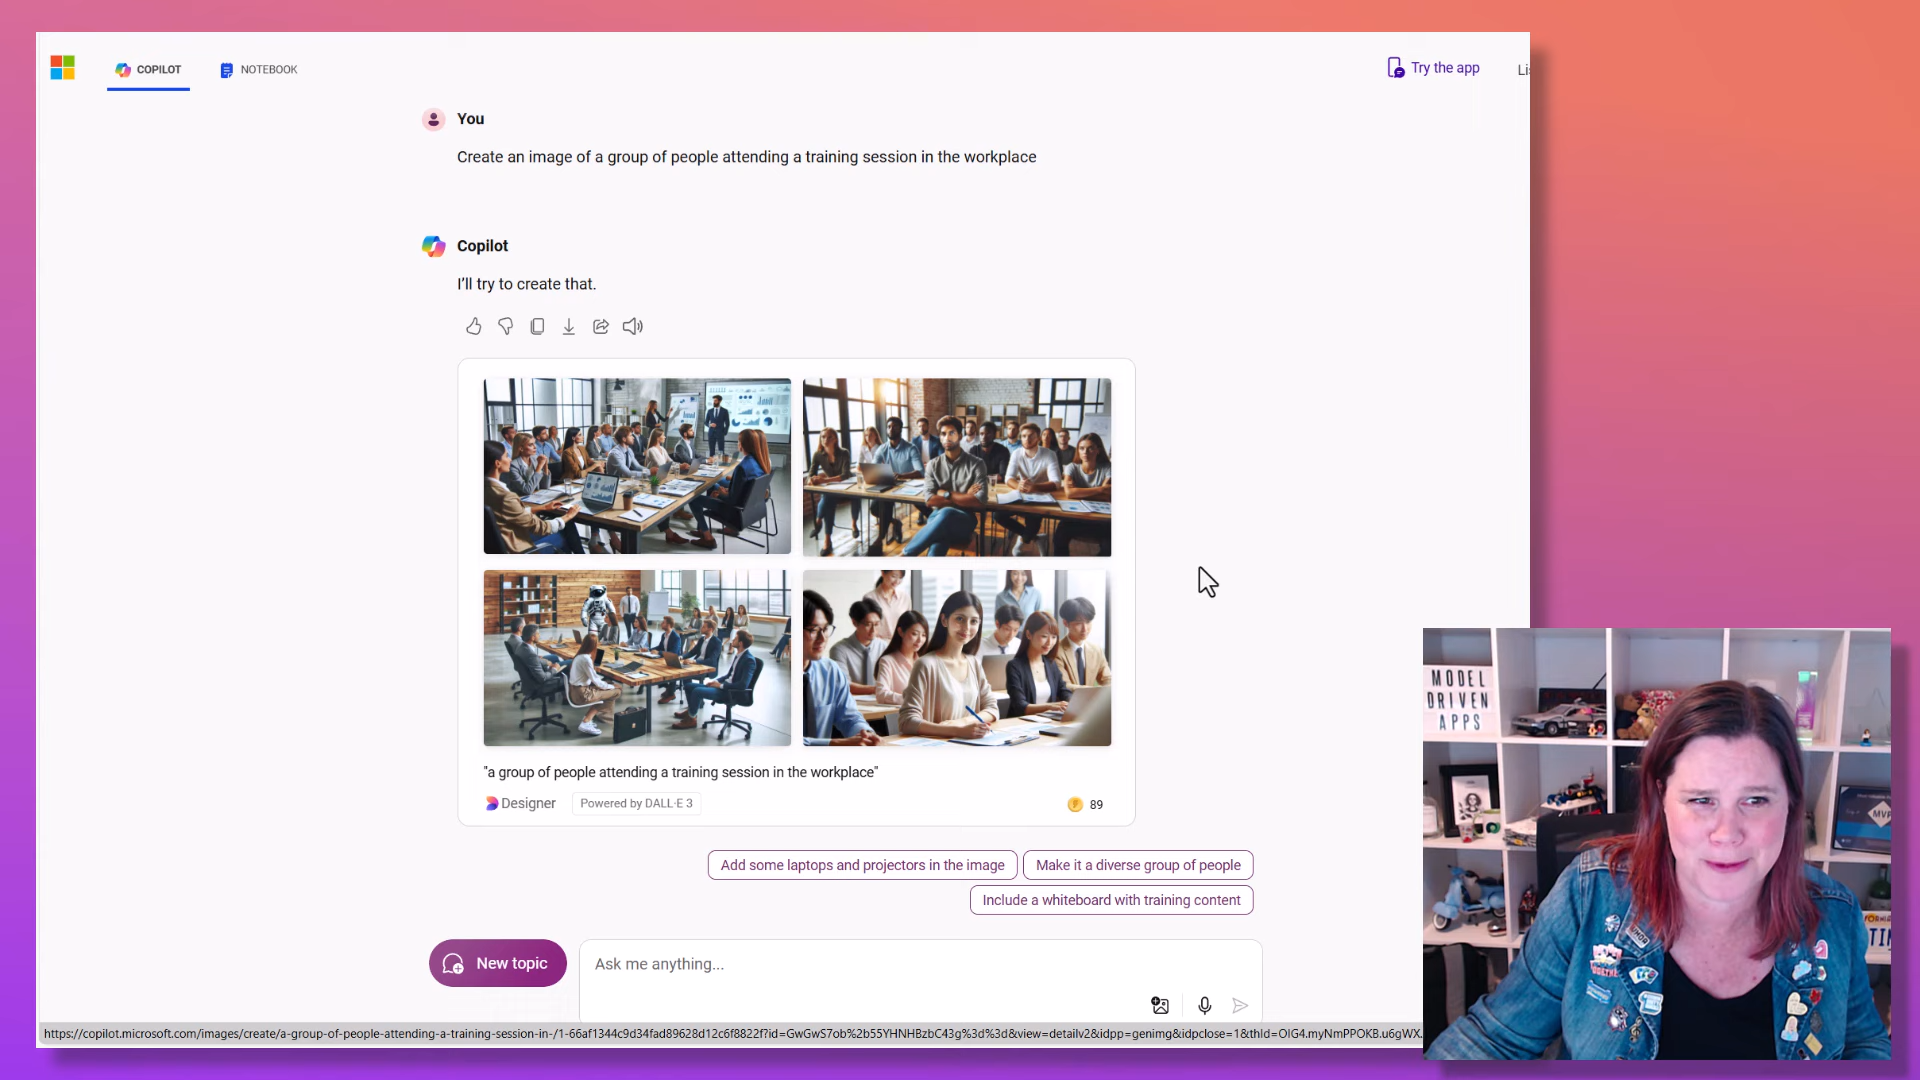 COPILOT
NOTEBOOK
Try the app
Li
You
Create an image of a group of people attending a training session in the workplace
Copilot
I'll try to create that.
"a group of people attending a training session in the workplace"
Designer
Powered by DALL·E 3
89
Add some laptops and projectors in the image
Make it a diverse group of people
Include a whiteboard with training content
New topic
Ask me anything...
https://copilot.microsoft.com/images/create/a-group-of-people-attending-a-training-session-in-/1-66af1344c9d34fad89628d12c6f8822f?id=GwGwS7ob%2b55YHNHBzbC43g%3d%3d&view=detailv2&idpp=genimg&idpclose=1&thId=OIG4.myNmPPOKB.u6gWX.
MODEL
DRIVEN
APPS
MVP